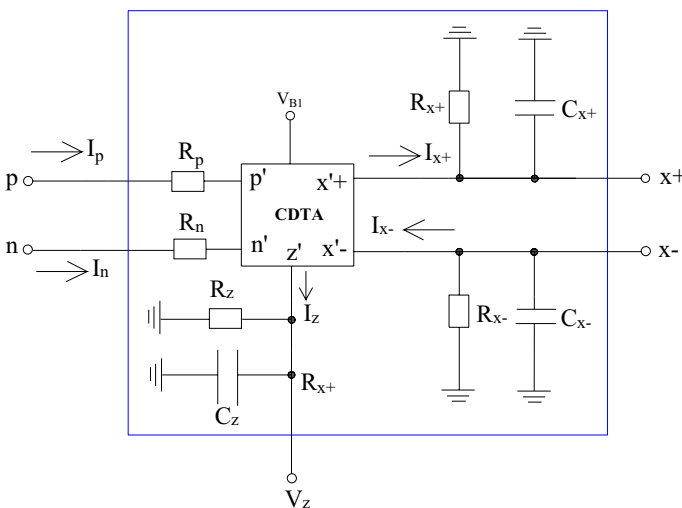 R_x+
C_x+
V_B1
I_p
R_p
I_x+
p
p'
x'+
x+
CDTA
I_x-
R_n
n
n'
z'
x'-
x-
I_n
R_z
I_z
R_x-
C_x-
R_x+
C_z
V_z